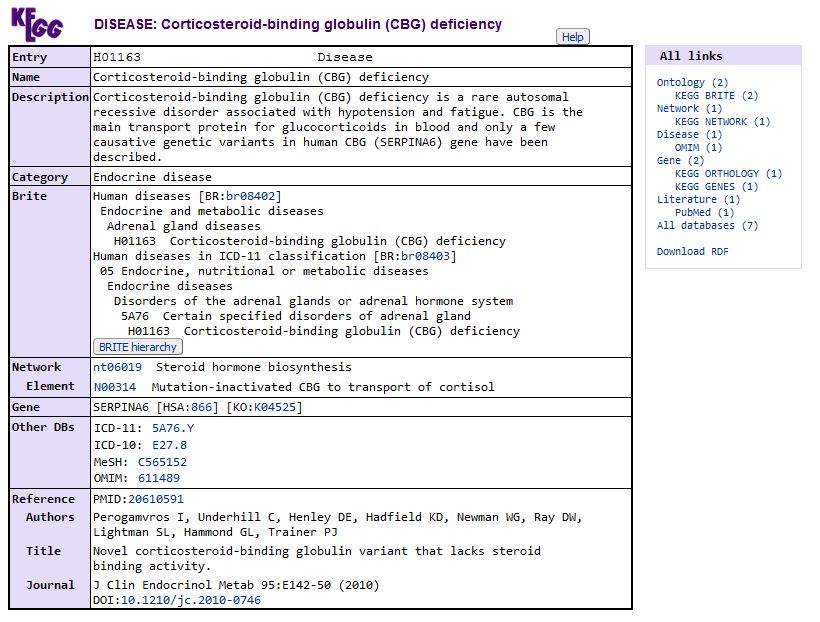 KEGG
DISEASE: Corticosteroid-binding globulin (CBG) deficiency
Help
Entry H01163 Disease
Name Corticosteroid-binding globulin (CBG) deficiency
Description Corticosteroid-binding globulin (CBG) deficiency is a rare autosomal
recessive disorder associated with hypotension and fatigue. CBG is the
main transport protein for glucocorticoids in blood and only a few
causative genetic variants in human CBG (SERPINA6) gene have been
described.
Category Endocrine disease
Brite Human diseases [BR:br08402]
Endocrine and metabolic diseases
Adrenal gland diseases
H01163 Corticosteroid-binding globulin (CBG) deficiency
Human diseases in ICD-11 classification [BR:br08403]
05 Endocrine, nutritional or metabolic diseases
Endocrine diseases
Disorders of the adrenal glands or adrenal hormone system
5A76 Certain specified disorders of adrenal gland
H01163 Corticosteroid-binding globulin (CBG) deficiency
BRITE hierarchy
Network nt06019 Steroid hormone biosynthesis
Element N00314 Mutation-inactivated CBG to transport of cortisol
Gene SERPINA6 [HSA:866] [KO:K04525]
Other DBs ICD-11: 5A76.Y
ICD-10: E27.8
MeSH: C565152
OMIM: 611489
Reference PMID:20610591
Authors Perogamvros I, Underhill C, Henley DE, Hadfield KD, Newman WG, Ray DW,
Lightman SL, Hammond GL, Trainer PJ
Title Novel corticosteroid-binding globulin variant that lacks steroid
binding activity.
Journal J Clin Endocrinol Metab 95:E142-50 (2010)
DOI:10.1210/jc.2010-0746
All links
Ontology (2)
KEGG BRITE (2)
Network (1)
KEGG NETWORK (1)
Disease (1)
OMIM (1)
Gene (2)
KEGG ORTHOLOGY (1)
KEGG GENES (1)
Literature (1)
PubMed (1)
All databases (7)
Download RDF